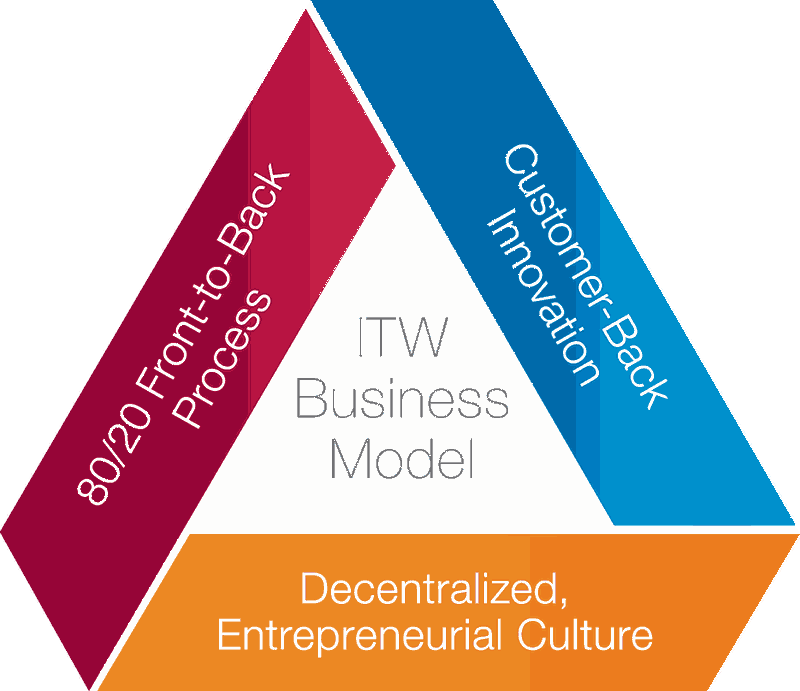 80/20 Front-to-Back
Process
Customer-Back
Innovation
ITW
Business
Model
Decentralized,
Entrepreneurial Culture